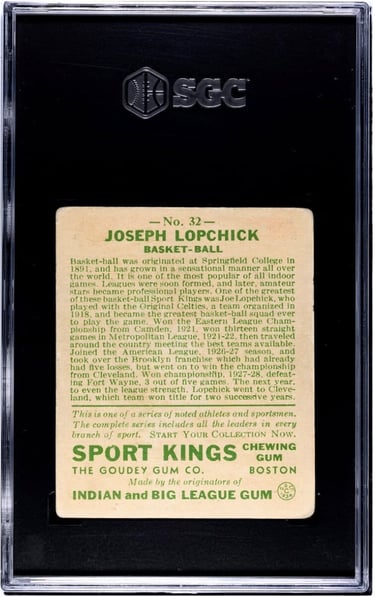 SGC
—No. 32—
JOSEPH LOPCHICK
BASKET-BALL
Basket-ball was originated at Springfield College in
1891, and has grown in a sensational manner all over
the world. It is one of the most popular of all indoor
games. Leagues were soon formed, and later, amateur
stars became professional players. One of the greatest
of these basket-ball Sport Kings was Joe Lopchick, who
played with the Original Celtics, a team organized in
1918, and became the greatest basket-ball squad ever
to play the game. Won the Eastern League Cham-
pionship from Camden, 1921, won thirteen straight
games in Metropolitan League, 1921-22, then traveled
around the country meeting the best teams available.
Joined the American League, 1926-27 season, and
took over the Brooklyn franchise which had already
had five losses, but went on to win the championship
from Cleveland. Won championship, 1927-28, defeat-
ing Fort Wayne, 3 out of five games. The next year,
to even the league strength, Lopchick went to Cleve-
land, which team won title for two successive years.
This is one of a series of noted athletes and sportsmen.
The complete series includes all the leaders in every
branch of sport. START YOUR COLLECTION NOW.
SPORT KINGS CHEWING GUM
THE GOUDEY GUM CO. BOSTON
Made by the originators of
INDIAN and BIG LEAGUE GUM